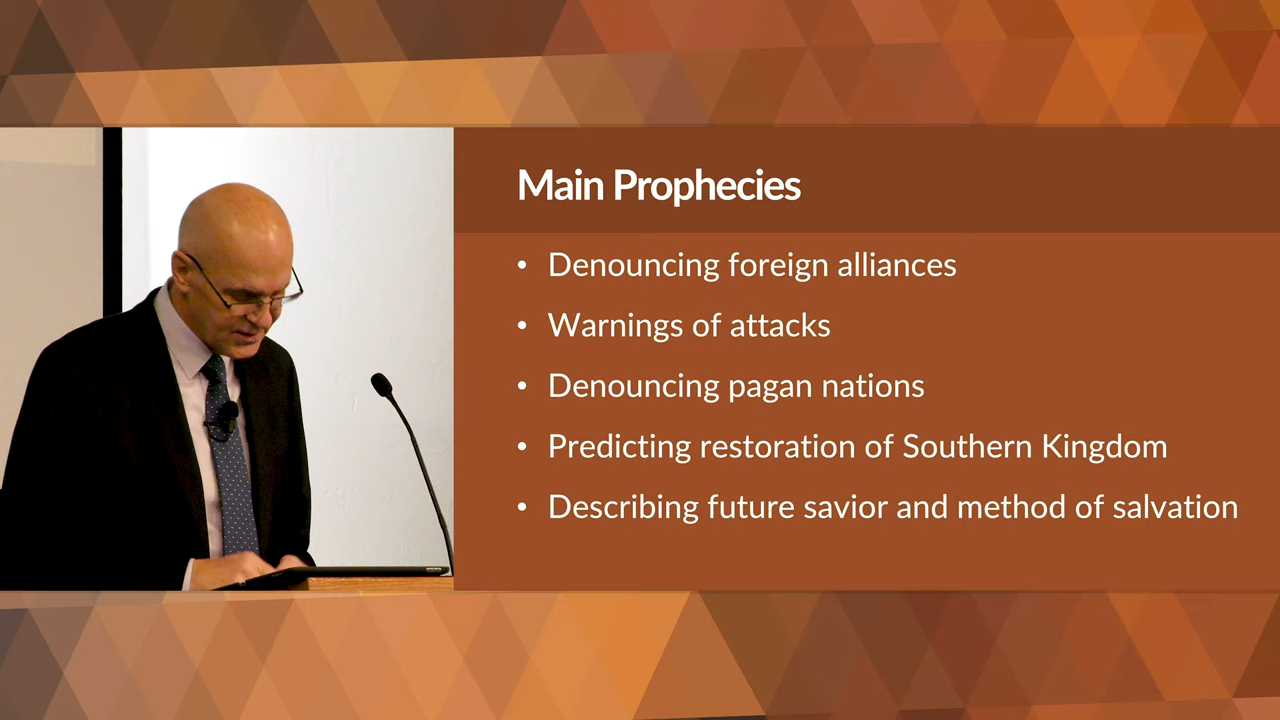 Main Prophecies
• Denouncing foreign alliances
• Warnings of attacks
• Denouncing pagan nations
• Predicting restoration of Southern Kingdom
• Describing future savior and method of salvation